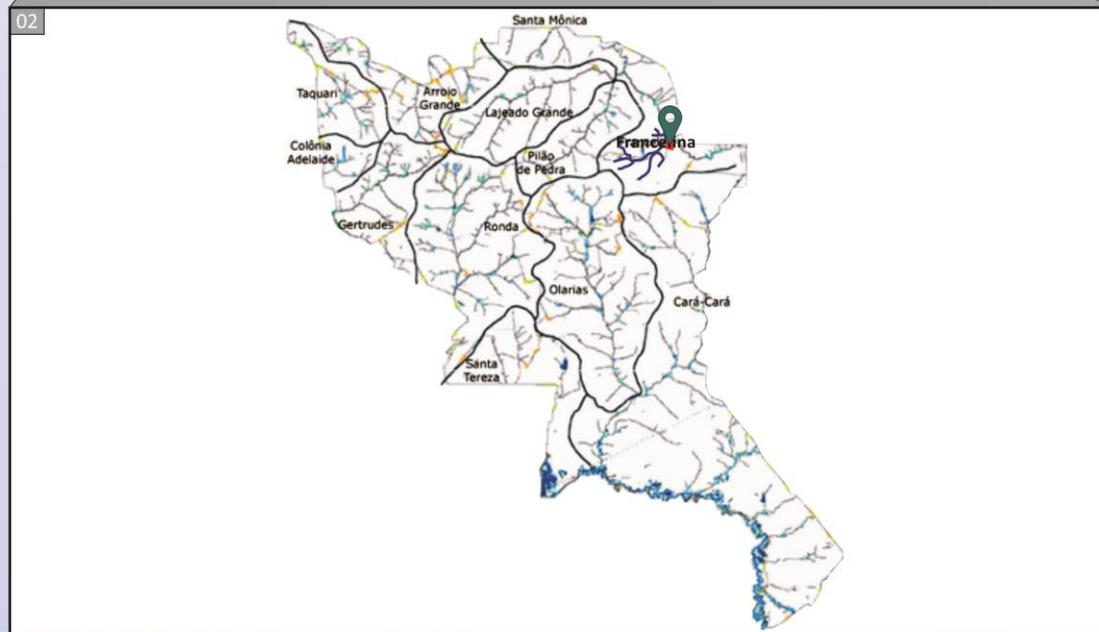 02
Santa Mônica
Taquari
Arroio
Grande
Lajeado Grande
Francelina
Colônia
Adelaide
Pilão
de Pedra
Gertrudes
Ronda
Olarias
Cará-Cará
Santa
Tereza